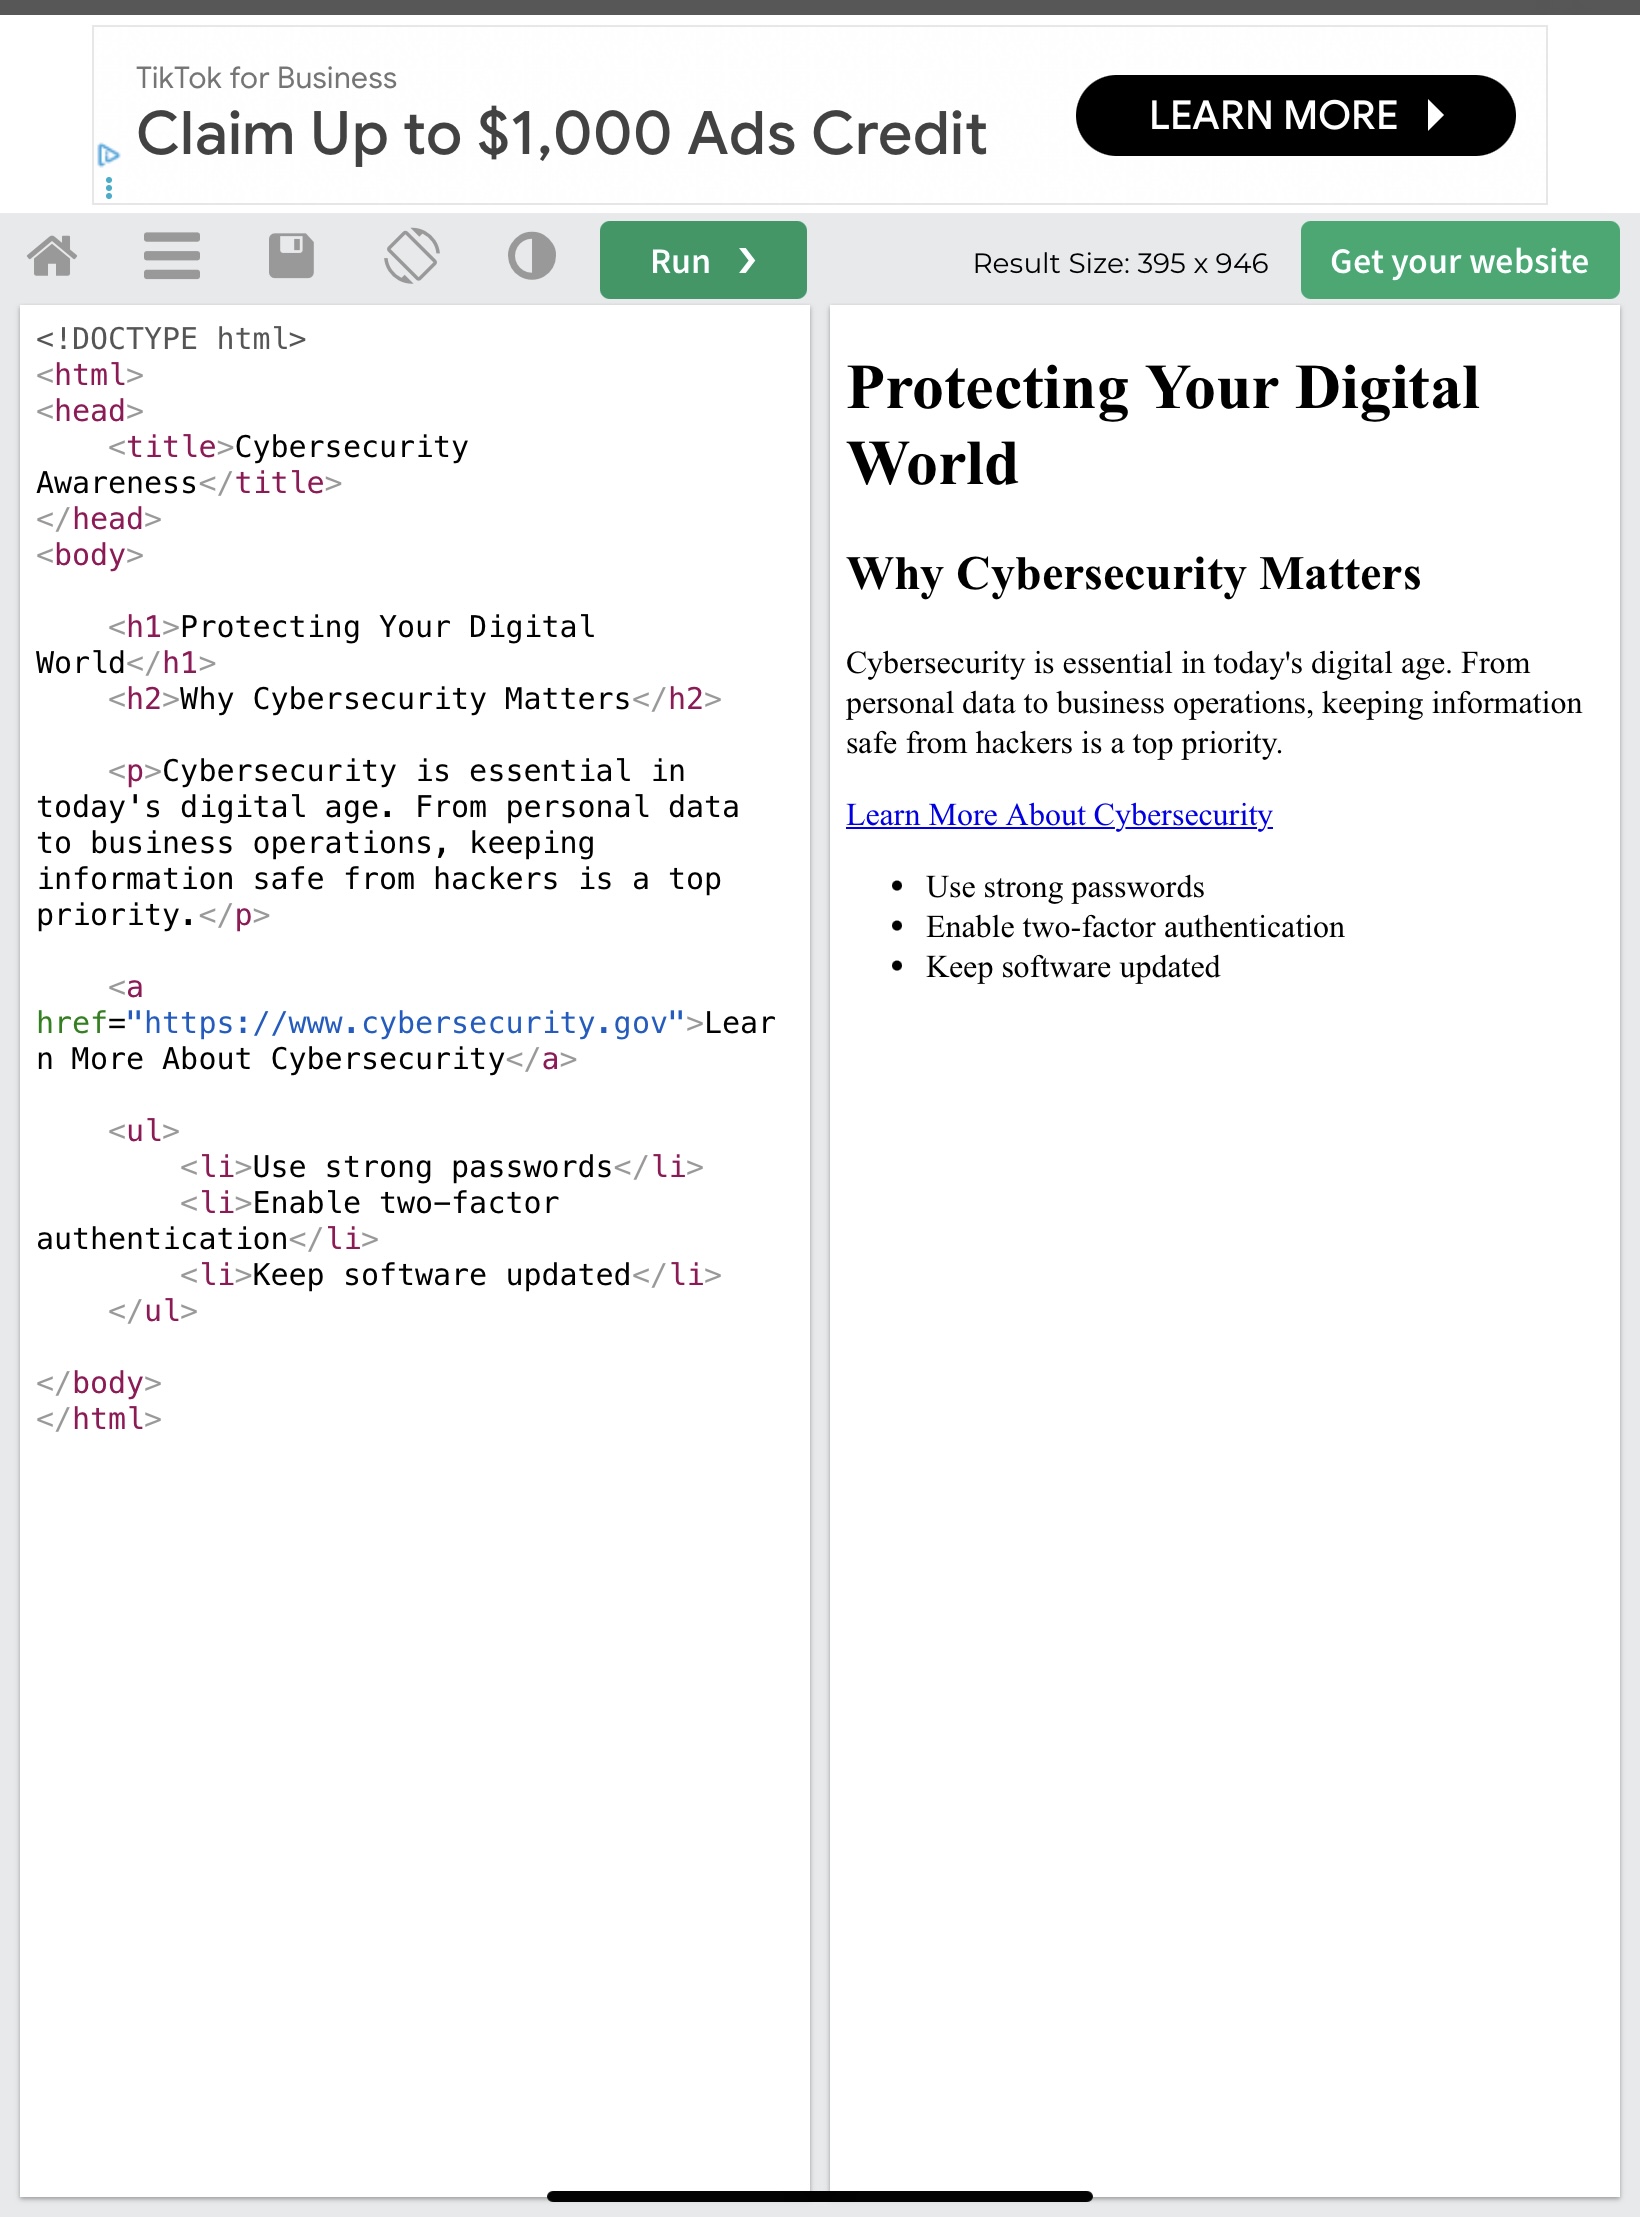 TikTok for Business
Claim Up to $1,000 Ads Credit
LEARN MORE
Run ❯
Result Size: 395 x 946
Get your website
<!DOCTYPE html>
<html>
<head>
    <title>Cybersecurity
Awareness</title>
</head>
<body>

    <h1>Protecting Your Digital
World</h1>
    <h2>Why Cybersecurity Matters</h2>

    <p>Cybersecurity is essential in
today's digital age. From personal data
to business operations, keeping
information safe from hackers is a top
priority.</p>

    <a
href="https://www.cybersecurity.gov">Lear
n More About Cybersecurity</a>

    <ul>
        <li>Use strong passwords</li>
        <li>Enable two-factor
authentication</li>
        <li>Keep software updated</li>
    </ul>

</body>
</html>
Protecting Your Digital
World
Why Cybersecurity Matters
Cybersecurity is essential in today's digital age. From
personal data to business operations, keeping information
safe from hackers is a top priority.
Learn More About Cybersecurity
• Use strong passwords
• Enable two-factor authentication
• Keep software updated